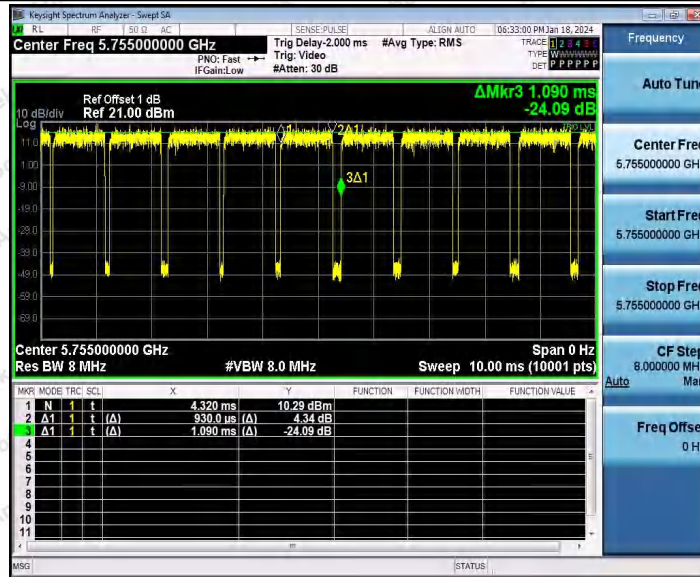 Keysight Spectrum Analyzer - Swept SA
RL RF 50 Ω AC SENSE:PULSE ALIGN AUTO 06:33:00 PM Jan 18, 2024
Center Freq 5.755000000 GHz
PNO: Fast
IFGain:Low
Trig Delay-2.000 ms
Trig: Video
#Atten: 30 dB
#Avg Type: RMS
TRACE 1 2 3 4 5 6
TYPE WWWWWW
DET P P P P P P
Frequency
ΔMkr3 1.090 ms
-24.09 dB
Ref Offset 1 dB
10 dB/div Ref 21.00 dBm
Log
11.0
1.00
-9.00
-19.0
-29.0
-39.0
-49.0
-59.0
-69.0
2Δ1
TRIG LVL
3Δ1
Center 5.755000000 GHz Span 0 Hz
Res BW 8 MHz #VBW 8.0 MHz Sweep 10.00 ms (10001 pts)
MKR MODE TRC SCL X Y FUNCTION FUNCTION WIDTH FUNCTION VALUE
1 N 1 t 4.320 ms 10.29 dBm
2 Δ1 1 t (Δ) 930.0 µs (Δ) 4.34 dB
3 Δ1 1 t (Δ) 1.090 ms (Δ) -24.09 dB
4
5
6
7
8
9
10
11
MSG STATUS
Auto Tun
Center Fre
5.755000000 GH
Start Fre
5.755000000 GH
Stop Fre
5.755000000 GH
CF Step
8.000000 MH
Auto Ma
Freq Offse
0 H